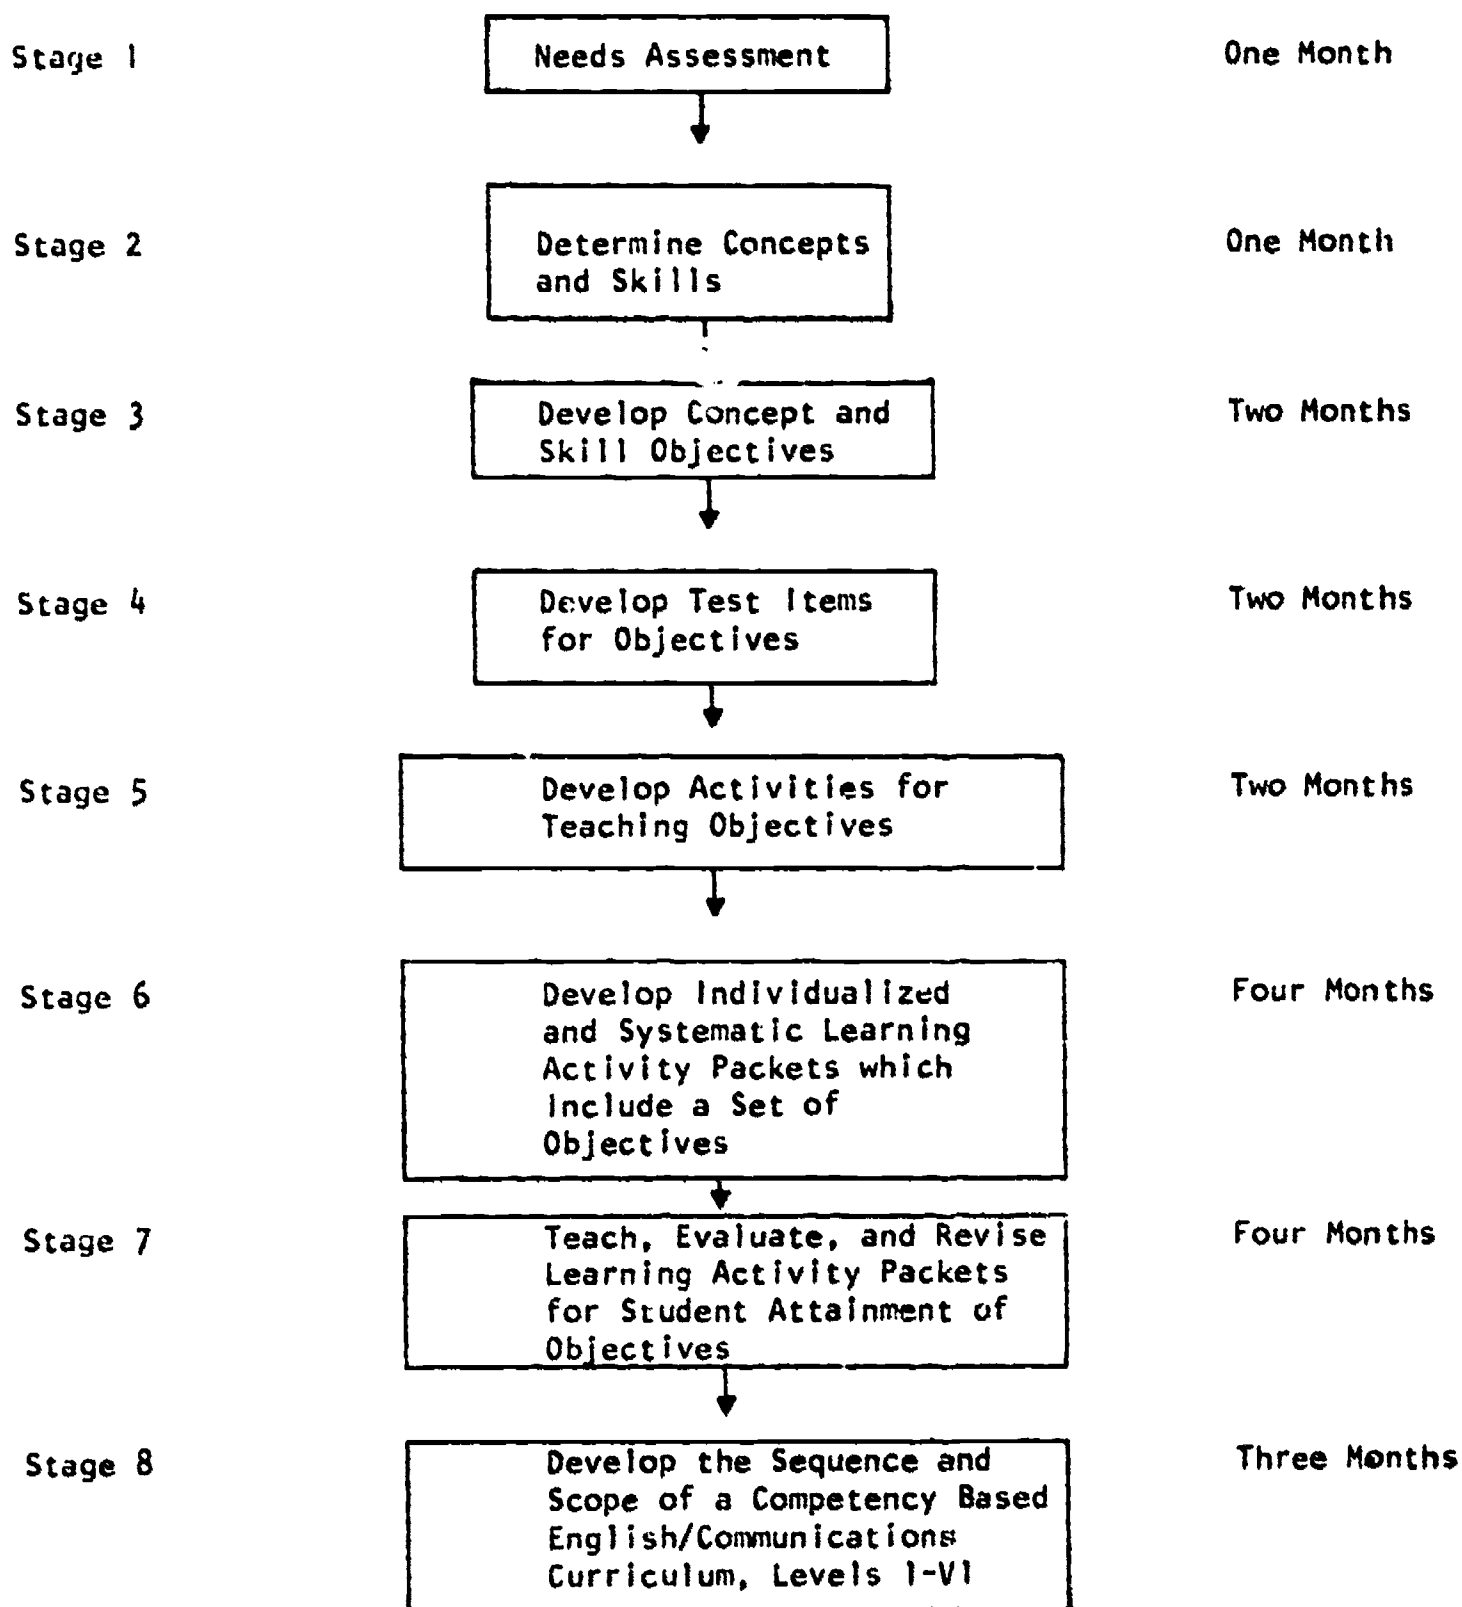 Stage 1 Needs Assessment One Month
Stage 2 Determine Concepts One Month
and Skills
Stage 3 Develop Concept and Two Months
Skill Objectives
Stage 4 Develop Test Items Two Months
for Objectives
Stage 5 Develop Activities for Two Months
Teaching Objectives
Stage 6 Develop Individualized Four Months
and Systematic Learning
Activity Packets which
Include a Set of
Objectives
Stage 7 Teach, Evaluate, and Revise Four Months
Learning Activity Packets
for Student Attainment of
Objectives
Stage 8 Develop the Sequence and Three Months
Scope of a Competency Based
English/Communications
Curriculum, Levels I-VI